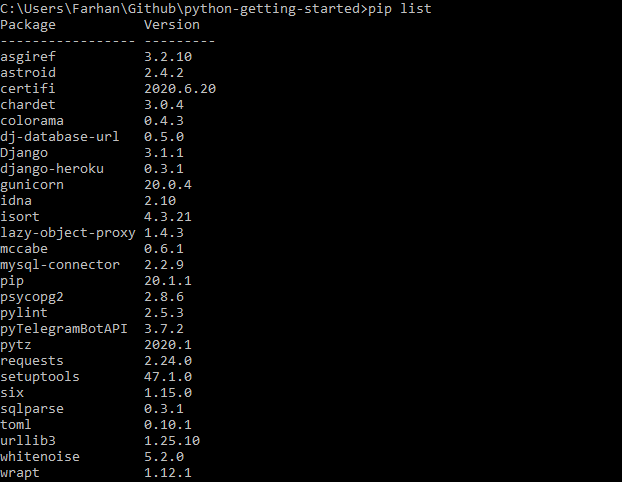 C:\Users\Farhan\Github\python-getting-started>pip list
Package           Version
----------------- ---------
asgiref           3.2.10
astroid           2.4.2
certifi           2020.6.20
chardet           3.0.4
colorama          0.4.3
dj-database-url   0.5.0
Django            3.1.1
django-heroku     0.3.1
gunicorn          20.0.4
idna              2.10
isort             4.3.21
lazy-object-proxy 1.4.3
mccabe            0.6.1
mysql-connector   2.2.9
pip               20.1.1
psycopg2          2.8.6
pylint            2.5.3
pyTelegramBotAPI  3.7.2
pytz              2020.1
requests          2.24.0
setuptools        47.1.0
six               1.15.0
sqlparse          0.3.1
toml              0.10.1
urllib3           1.25.10
whitenoise        5.2.0
wrapt             1.12.1